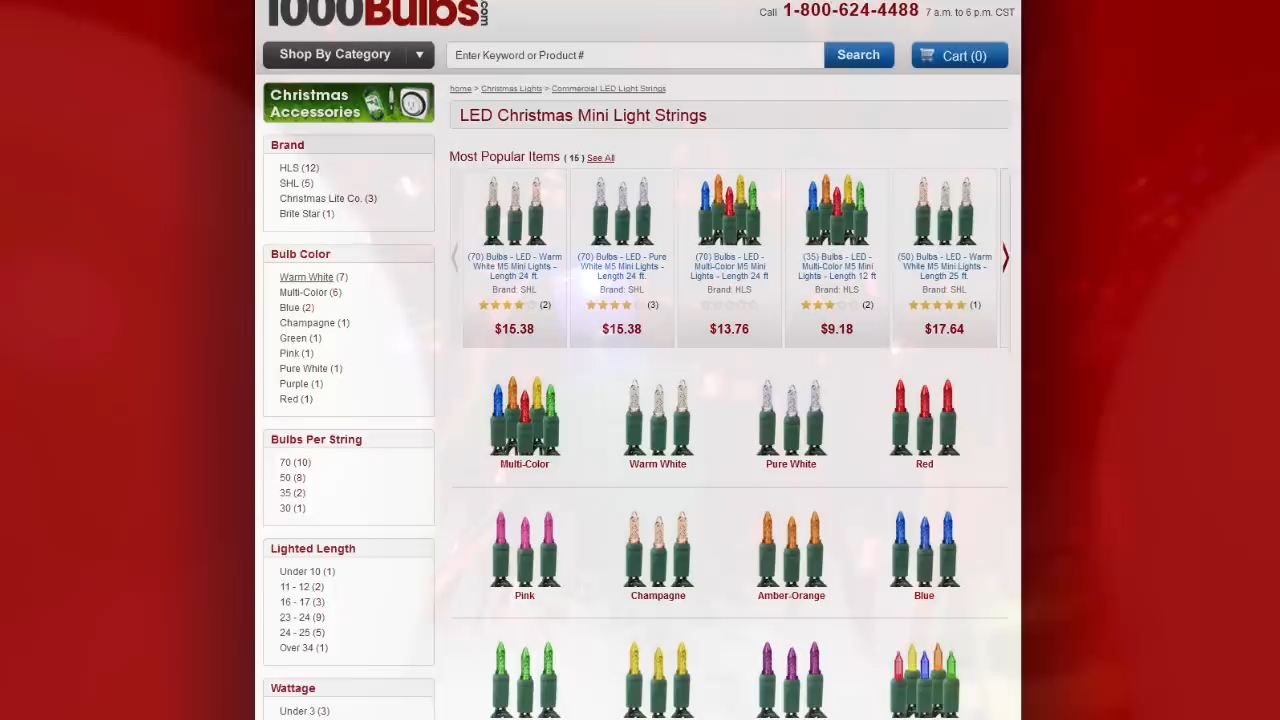 1000Bulbs.com
Call 1-800-624-4488 7 a.m. to 6 p.m. CST
Shop By Category ▼
Enter Keyword or Product #
Search
Cart (0)
Christmas
Accessories
home > Christmas Lights > Commercial LED Light Strings
LED Christmas Mini Light Strings
Brand
HLS (12)
SHL (5)
Christmas Lite Co. (3)
Brite Star (1)
Bulb Color
Warm White (7)
Multi-Color (6)
Blue (2)
Champagne (1)
Green (1)
Pink (1)
Pure White (1)
Purple (1)
Red (1)
Bulbs Per String
70 (10)
50 (8)
35 (2)
30 (1)
Lighted Length
Under 10 (1)
11 - 12 (2)
16 - 17 (3)
23 - 24 (9)
24 - 25 (5)
Over 34 (1)
Wattage
Under 3 (3)
Most Popular Items ( 15 ) See All
(70) Bulbs - LED - Warm
White M5 Mini Lights -
Length 24 ft.
Brand: SHL
(2)
$15.38
(70) Bulbs - LED - Pure
White M5 Mini Lights -
Length 24 ft.
Brand: SHL
(3)
$15.38
(70) Bulbs - LED -
Multi-Color M5 Mini
Lights - Length 24 ft
Brand: HLS
$13.76
(35) Bulbs - LED -
Multi-Color M5 Mini
Lights - Length 12 ft
Brand: HLS
(2)
$9.18
(50) Bulbs - LED - Warm
White M5 Mini Lights -
Length 25 ft.
Brand: SHL
(1)
$17.64
Multi-Color
Warm White
Pure White
Red
Pink
Champagne
Amber-Orange
Blue